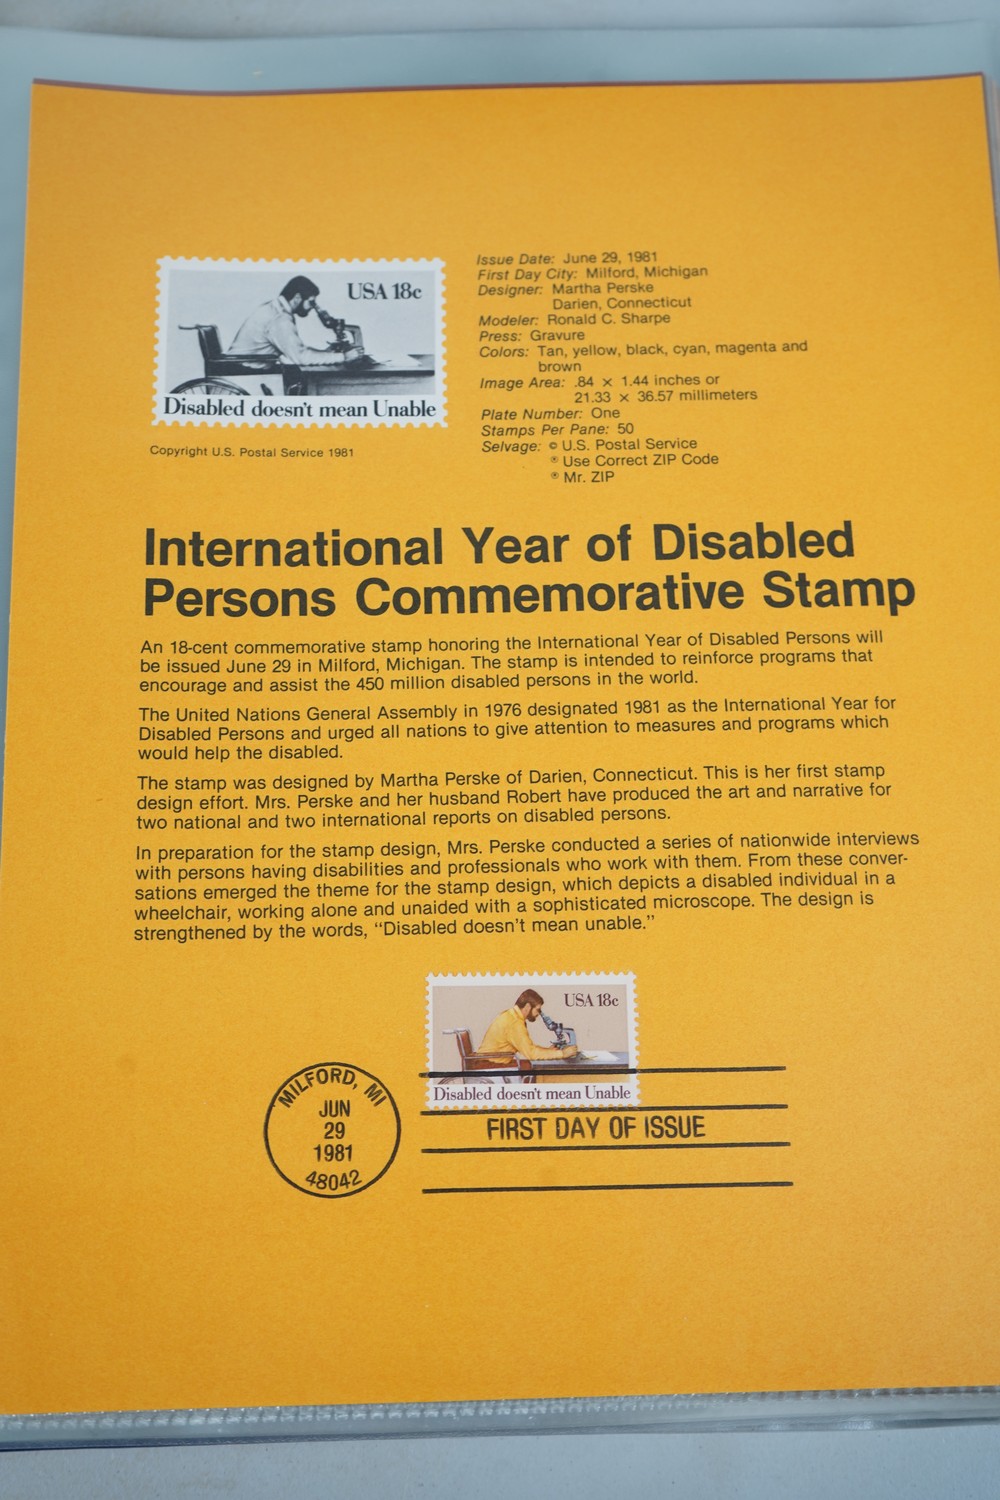 USA 18c
Disabled doesn't mean Unable
Copyright U.S. Postal Service 1981
Issue Date: June 29, 1981
First Day City: Milford, Michigan
Designer: Martha Perske
Darien, Connecticut
Modeler: Ronald C. Sharpe
Press: Gravure
Colors: Tan, yellow, black, cyan, magenta and
brown
Image Area: .84 × 1.44 inches or
21.33 × 36.57 millimeters
Plate Number: One
Stamps Per Pane: 50
Selvage: © U.S. Postal Service
® Use Correct ZIP Code
® Mr. ZIP
International Year of Disabled
Persons Commemorative Stamp
An 18-cent commemorative stamp honoring the International Year of Disabled Persons will
be issued June 29 in Milford, Michigan. The stamp is intended to reinforce programs that
encourage and assist the 450 million disabled persons in the world.
The United Nations General Assembly in 1976 designated 1981 as the International Year for
Disabled Persons and urged all nations to give attention to measures and programs which
would help the disabled.
The stamp was designed by Martha Perske of Darien, Connecticut. This is her first stamp
design effort. Mrs. Perske and her husband Robert have produced the art and narrative for
two national and two international reports on disabled persons.
In preparation for the stamp design, Mrs. Perske conducted a series of nationwide interviews
with persons having disabilities and professionals who work with them. From these conver-
sations emerged the theme for the stamp design, which depicts a disabled individual in a
wheelchair, working alone and unaided with a sophisticated microscope. The design is
strengthened by the words, "Disabled doesn't mean unable."
USA 18c
Disabled doesn't mean Unable
MILFORD, MI
JUN
29
1981
48042
FIRST DAY OF ISSUE